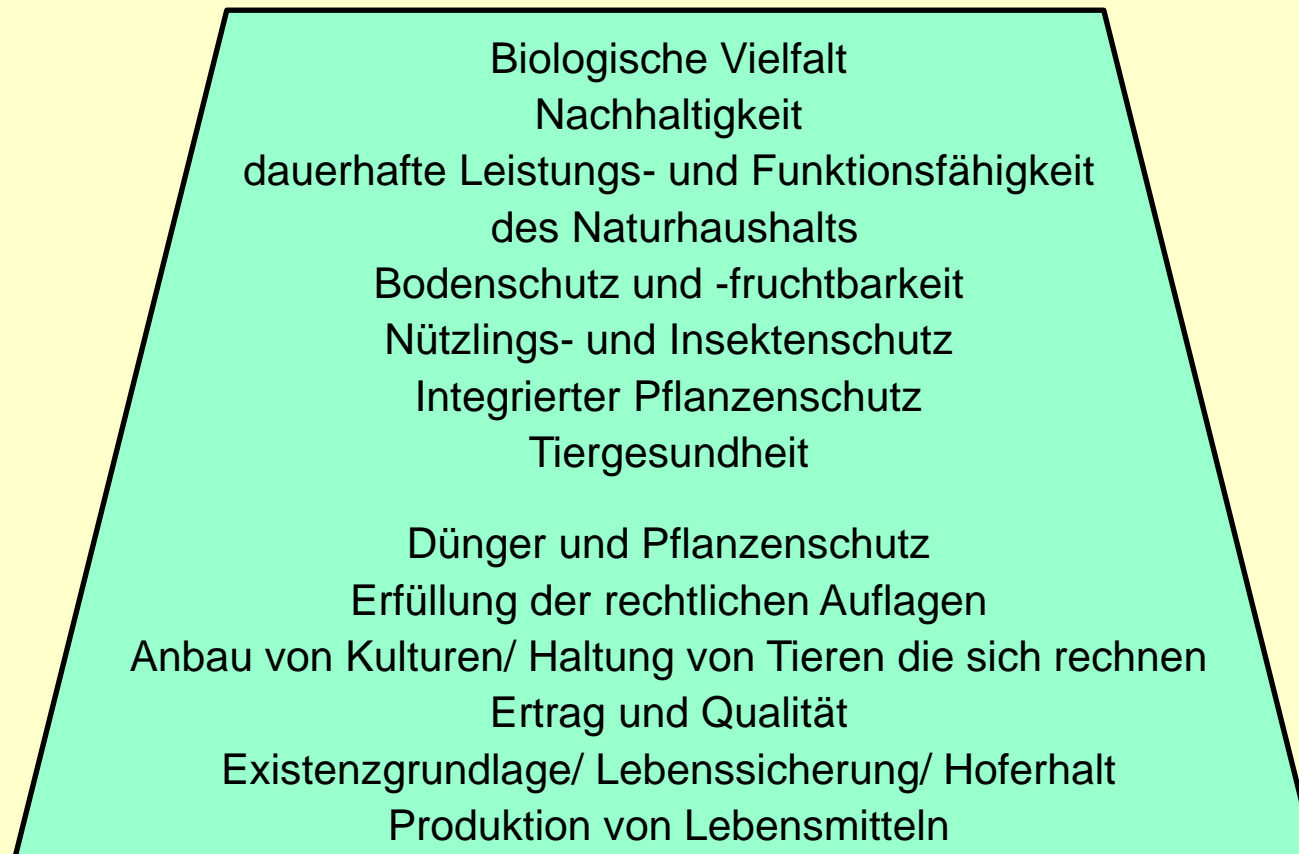 Biologische Vielfalt
Nachhaltigkeit
dauerhafte Leistungs- und Funktionsfähigkeit
des Naturhaushalts
Bodenschutz und -fruchtbarkeit
Nützlings- und Insektenschutz
Integrierter Pflanzenschutz
Tiergesundheit
Dünger und Pflanzenschutz
Erfüllung der rechtlichen Auflagen
Anbau von Kulturen/ Haltung von Tieren die sich rechnen
Ertrag und Qualität
Existenzgrundlage/ Lebenssicherung/ Hoferhalt
Produktion von Lebensmitteln